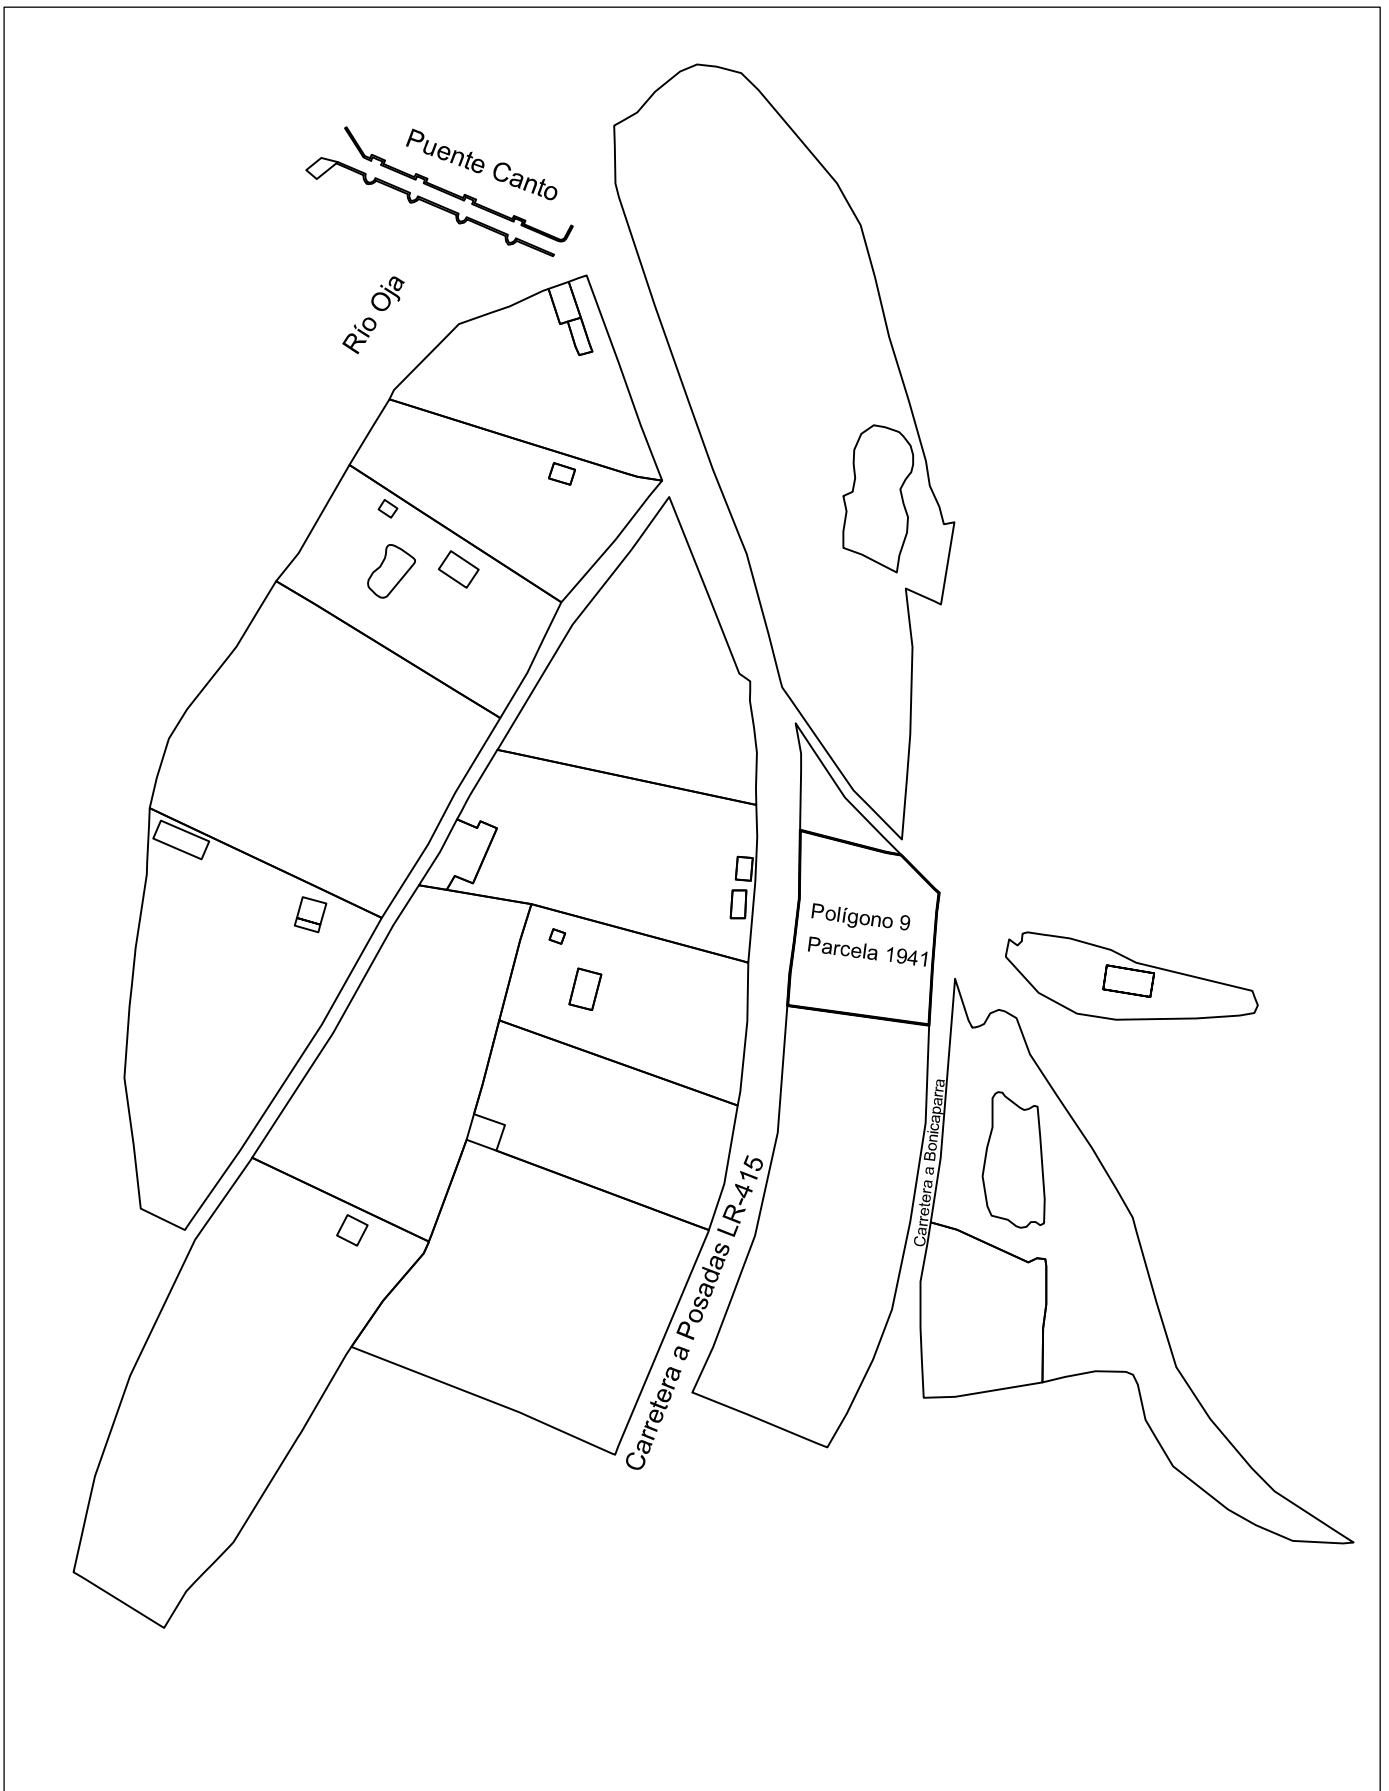 Puente Canto
Río Oja
Polígono 9
Parcela 1941
Carretera a Bonicaparra
Carretera a Posadas LR-415